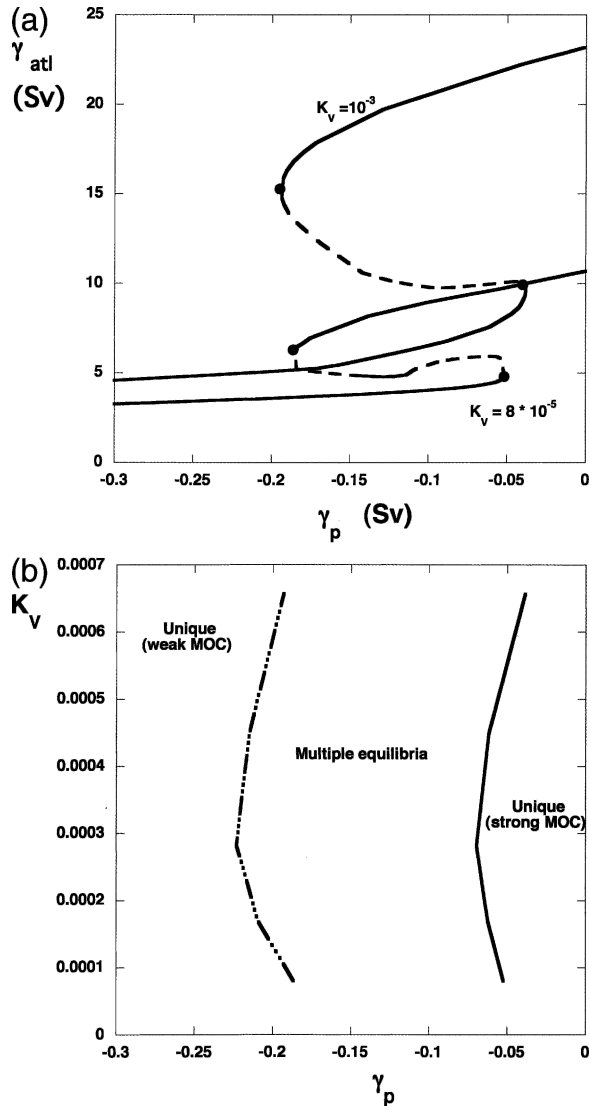 (a)
γ atl
(Sv)
25
20
15
10
5
0
K v =10 -3
K v = 8 * 10 -5
-0.3
-0.25
-0.2
-0.15
-0.1
-0.05
0
γ p (Sv)
(b)
K v
0.0007
0.0006
0.0005
0.0004
0.0003
0.0002
0.0001
0
Unique
(weak MOC)
Multiple equilibria
Unique
(strong MOC)
-0.3
-0.25
-0.2
-0.15
-0.1
-0.05
0
γ p